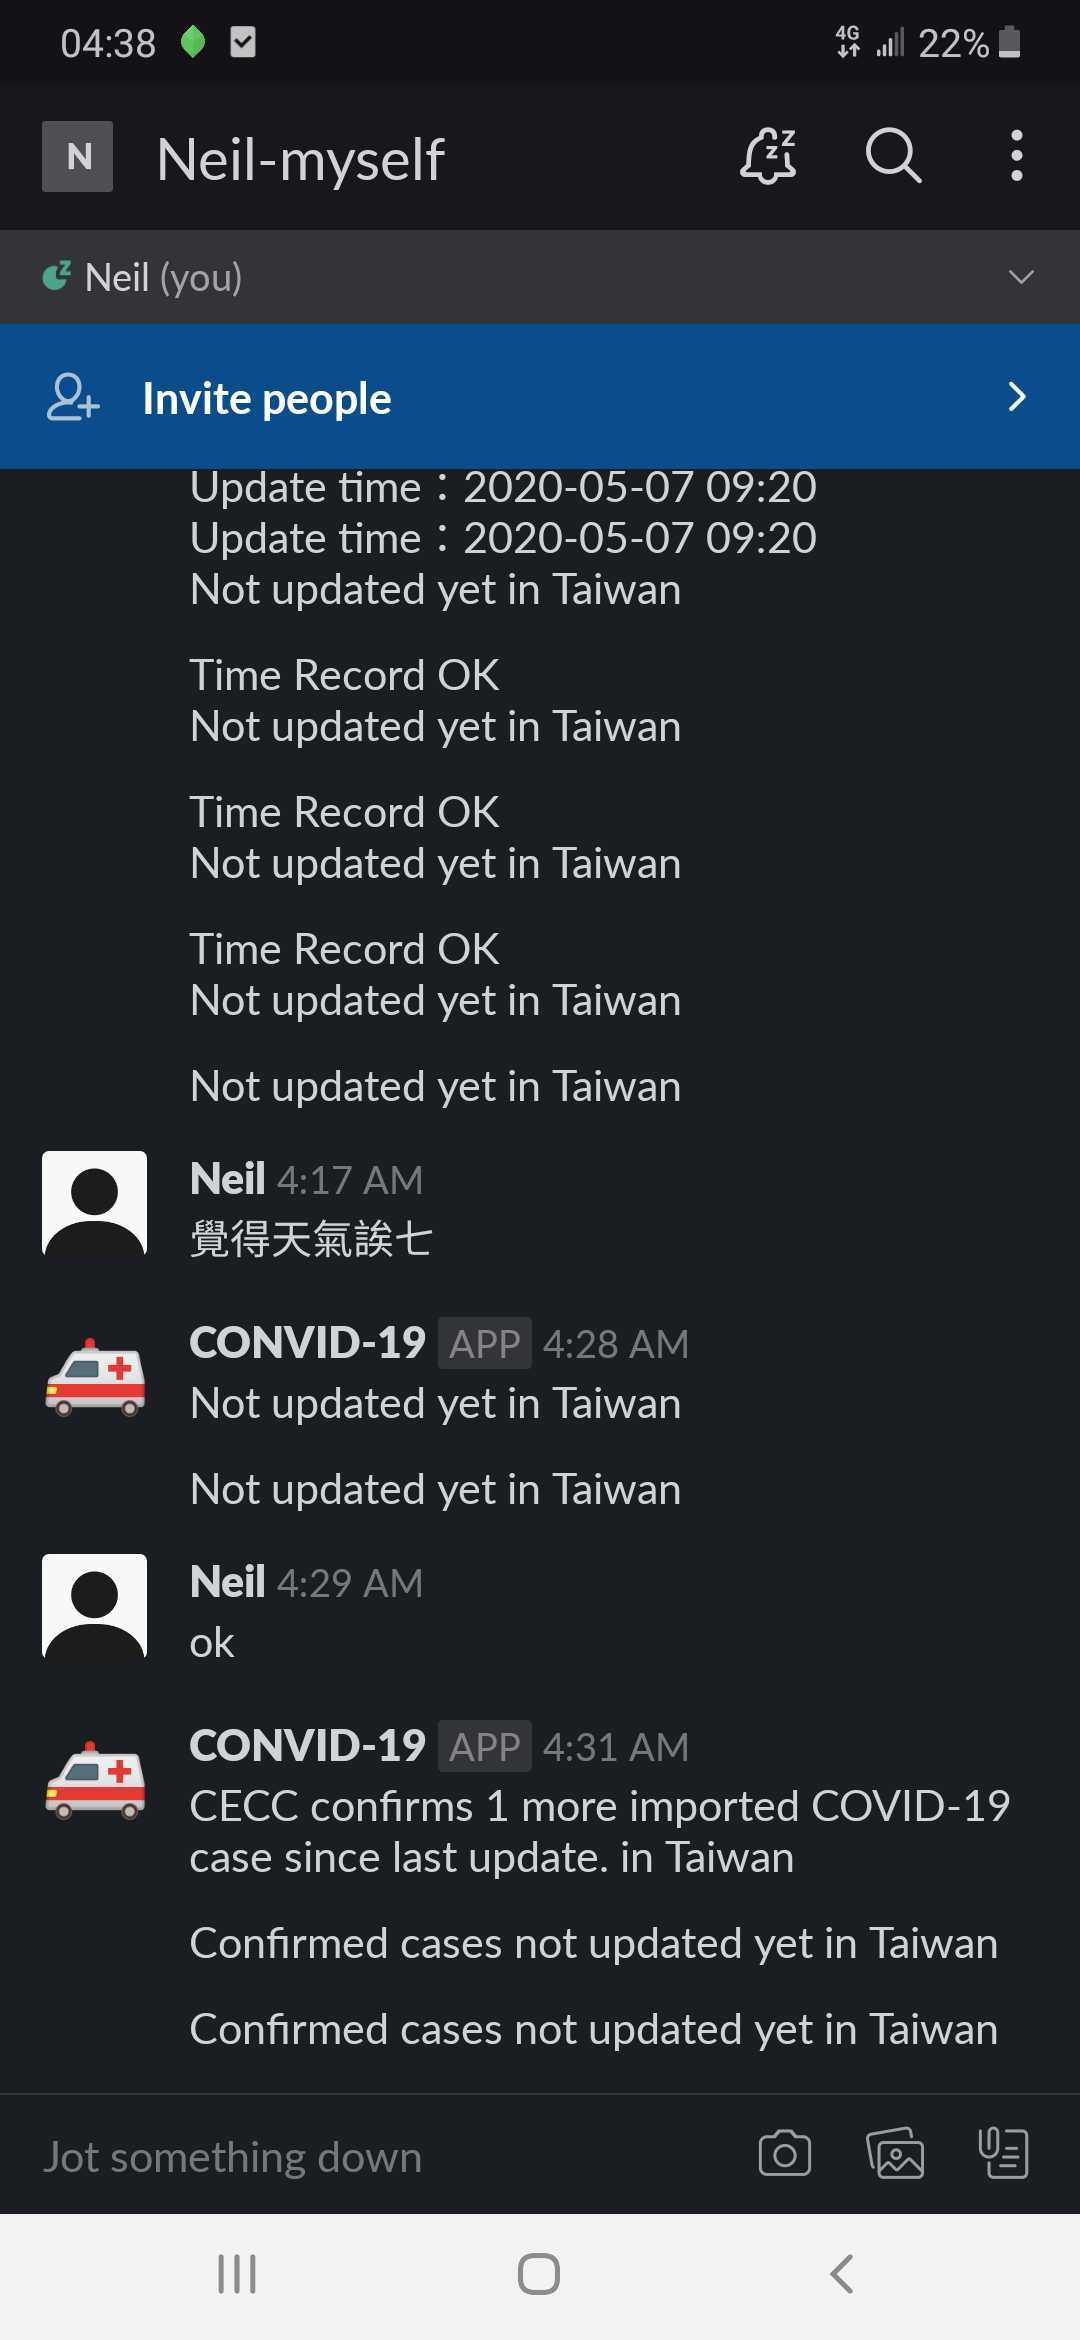 04:38
4G
22%
N
Neil-myself
Neil (you)
Invite people
Update time：2020-05-07 09:20
Update time：2020-05-07 09:20
Not updated yet in Taiwan
Time Record OK
Not updated yet in Taiwan
Time Record OK
Not updated yet in Taiwan
Time Record OK
Not updated yet in Taiwan
Not updated yet in Taiwan
Neil 4:17 AM
覺得天氣誒七
CONVID-19 APP 4:28 AM
Not updated yet in Taiwan
Not updated yet in Taiwan
Neil 4:29 AM
ok
CONVID-19 APP 4:31 AM
CECC confirms 1 more imported COVID-19
case since last update. in Taiwan
Confirmed cases not updated yet in Taiwan
Confirmed cases not updated yet in Taiwan
Jot something down